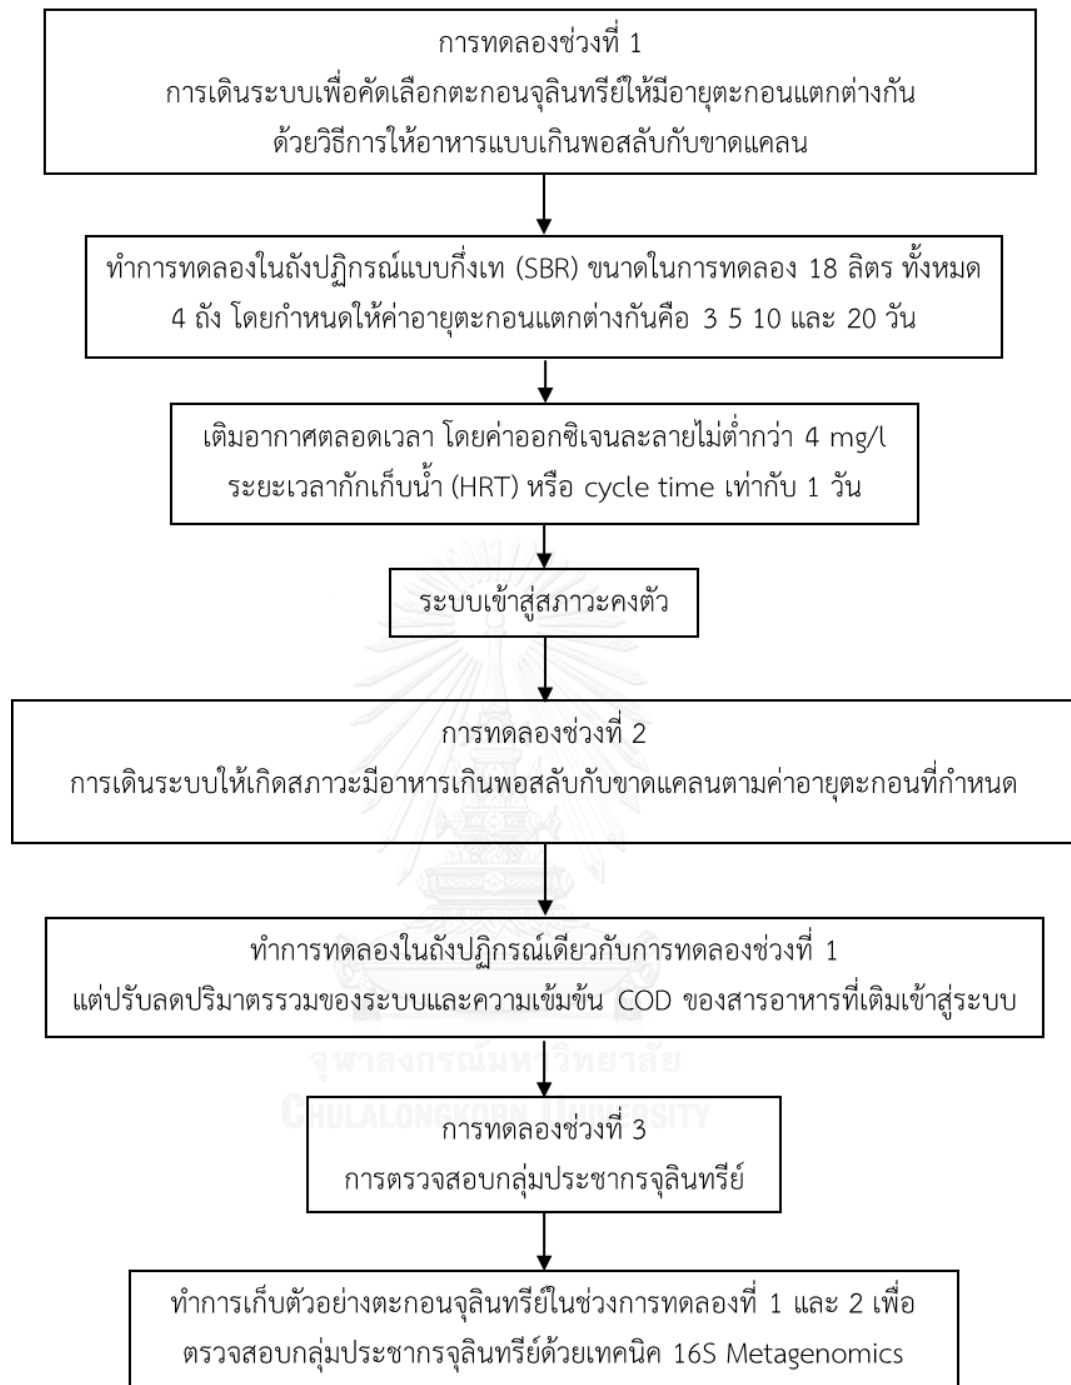 การทดลองช่วงที่ 1
การเดินระบบเพื่อคัดเลือกตะกอนจุลินทรีย์ให้มีอายุตะกอนแตกต่างกัน
ด้วยวิธีการให้อาหารแบบเกินพอสลับกับขาดแคลน
ทำการทดลองในถังปฏิกรณ์แบบกึ่งเท (SBR) ขนาดในการทดลอง 18 ลิตร ทั้งหมด
4 ถัง โดยกำหนดให้ค่าอายุตะกอนแตกต่างกันคือ 3 5 10 และ 20 วัน
เติมอากาศตลอดเวลา โดยค่าออกซิเจนละลายไม่ต่ำกว่า 4 mg/l
ระยะเวลากักเก็บน้ำ (HRT) หรือ cycle time เท่ากับ 1 วัน
ระบบเข้าสู่สภาวะคงตัว
การทดลองช่วงที่ 2
การเดินระบบให้เกิดสภาวะมีอาหารเกินพอสลับกับขาดแคลนตามค่าอายุตะกอนที่กำหนด
ทำการทดลองในถังปฏิกรณ์เดียวกับการทดลองช่วงที่ 1
แต่ปรับลดปริมาตรรวมของระบบและความเข้มข้น COD ของสารอาหารที่เติมเข้าสู่ระบบ
จุฬาลงกรณ์มหาวิทยาลัย
CHULALONGKORN UNIVERSITY
การทดลองช่วงที่ 3
การตรวจสอบกลุ่มประชากรจุลินทรีย์
ทำการเก็บตัวอย่างตะกอนจุลินทรีย์ในช่วงการทดลองที่ 1 และ 2 เพื่อ
ตรวจสอบกลุ่มประชากรจุลินทรีย์ด้วยเทคนิค 16S Metagenomics